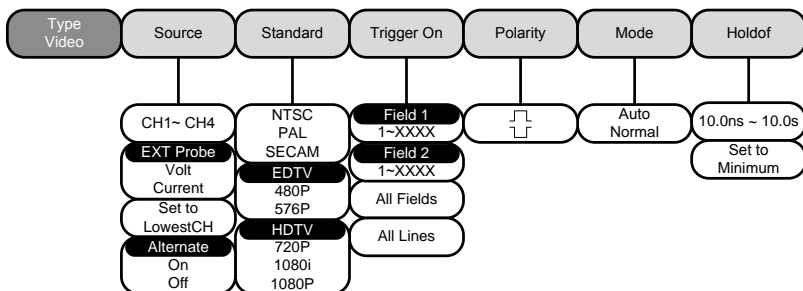 Type
Video
Source
Standard
Trigger On
Polarity
Mode
Holdof
CH1~ CH4
EXT Probe
Volt
Current
Set to
LowestCH
Alternate
On
Off
NTSC
PAL
SECAM
EDTV
480P
576P
HDTV
720P
1080i
1080P
Field 1
1~XXXX
Field 2
1~XXXX
All Fields
All Lines
Auto
Normal
10.0ns ~ 10.0s
Set to
Minimum